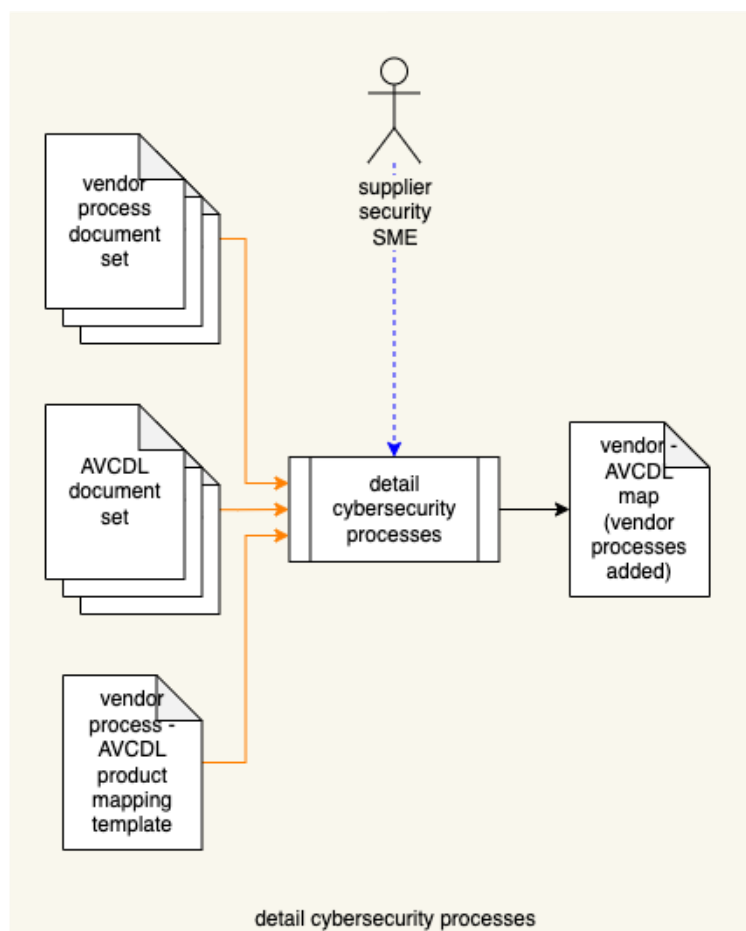 vendor
process
document
set
supplier
security
SME
AVCDL
document
set
detail
cybersecurity
processes
vendor -
AVCDL
map
(vendor
processes
added)
vendor
process -
AVCDL
product
mapping
template
detail cybersecurity processes